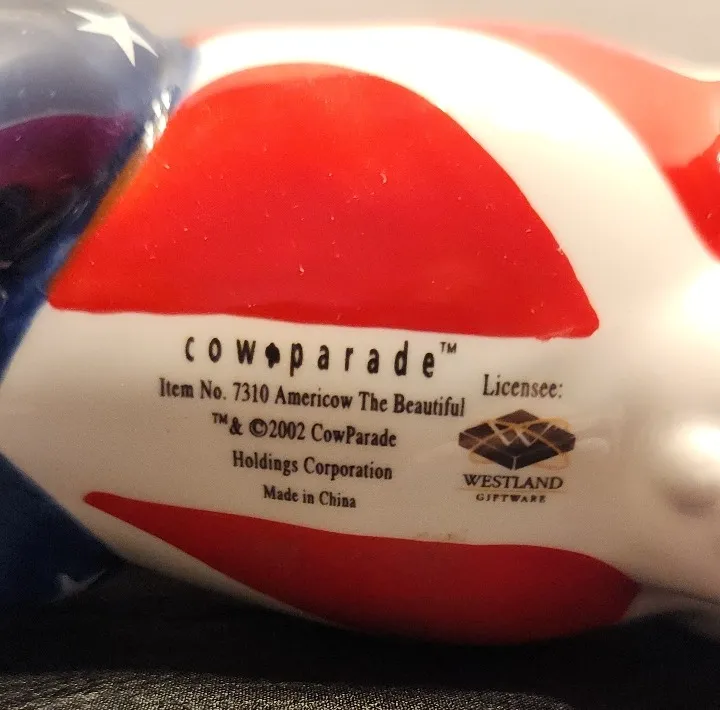 cow parade™
Item No. 7310 Americow The Beautiful
™& ©2002 CowParade
Holdings Corporation
Made in China
Licensee:
WESTLAND
GIFTWARE